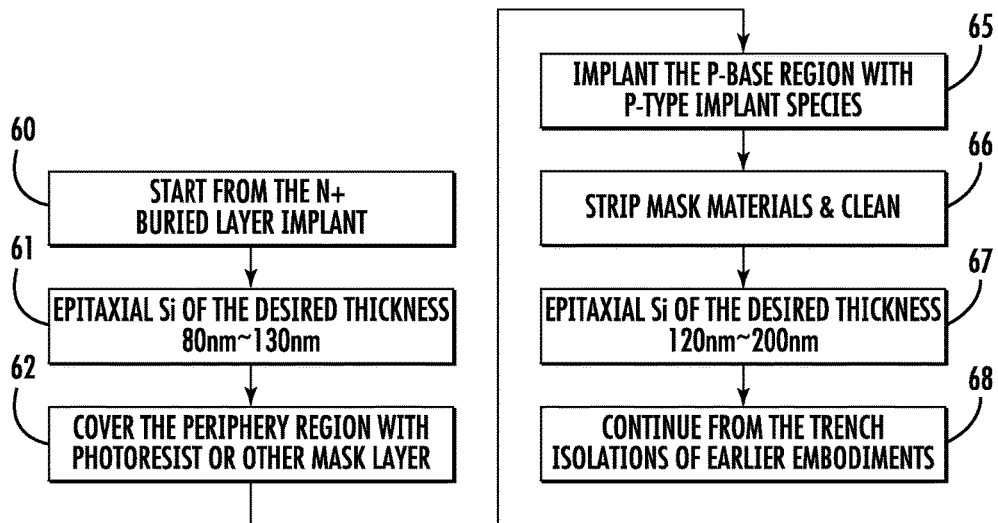 60
START FROM THE N+
BURIED LAYER IMPLANT
61
EPITAXIAL Si OF THE DESIRED THICKNESS
80nm~130nm
62
COVER THE PERIPHERY REGION WITH
PHOTORESIST OR OTHER MASK LAYER
65
IMPLANT THE P-BASE REGION WITH
P-TYPE IMPLANT SPECIES
66
STRIP MASK MATERIALS & CLEAN
67
EPITAXIAL Si OF THE DESIRED THICKNESS
120nm~200nm
68
CONTINUE FROM THE TRENCH
ISOLATIONS OF EARLIER EMBODIMENTS